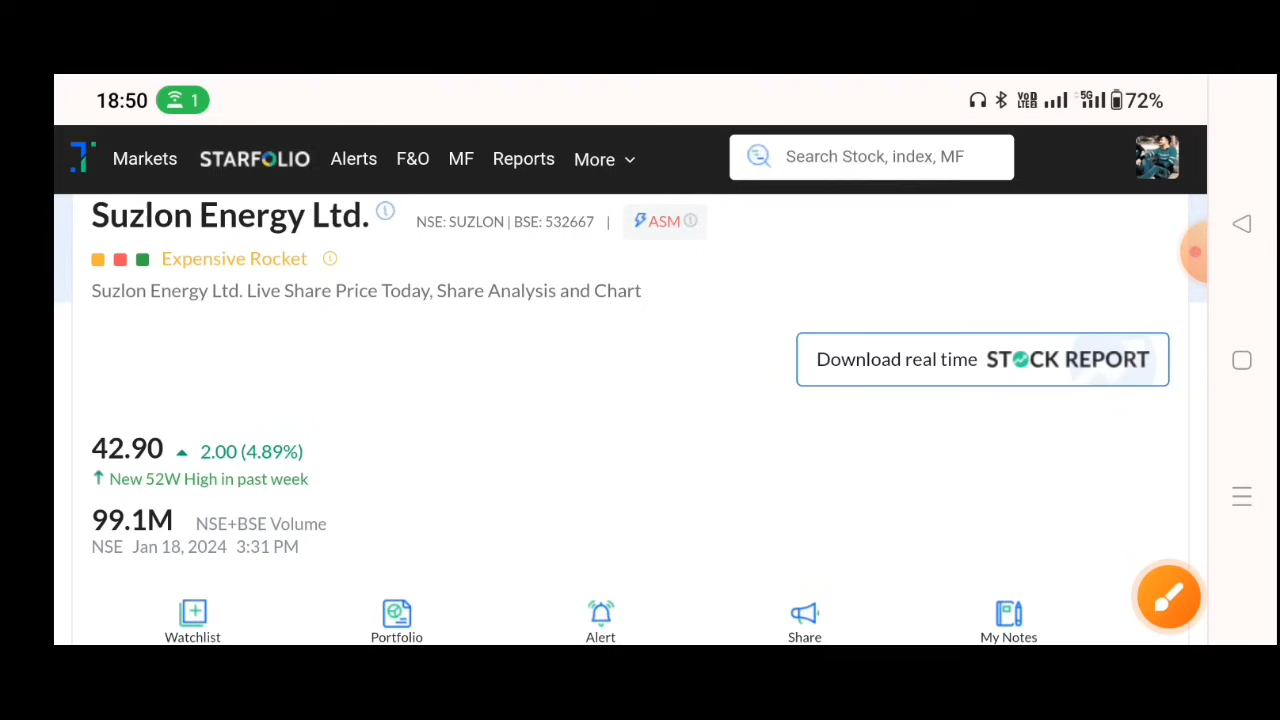 18:50 1 VoD LTE 5G 72%
Markets STARFOLIO Alerts F&O MF Reports More Search Stock, index, MF
Suzlon Energy Ltd. NSE: SUZLON | BSE: 532667 | ASM
Expensive Rocket
Suzlon Energy Ltd. Live Share Price Today, Share Analysis and Chart
Download real time STOCK REPORT
42.90 2.00 (4.89%)
New 52W High in past week
99.1M NSE+BSE Volume
NSE Jan 18, 2024 3:31 PM
Watchlist Portfolio Alert Share My Notes